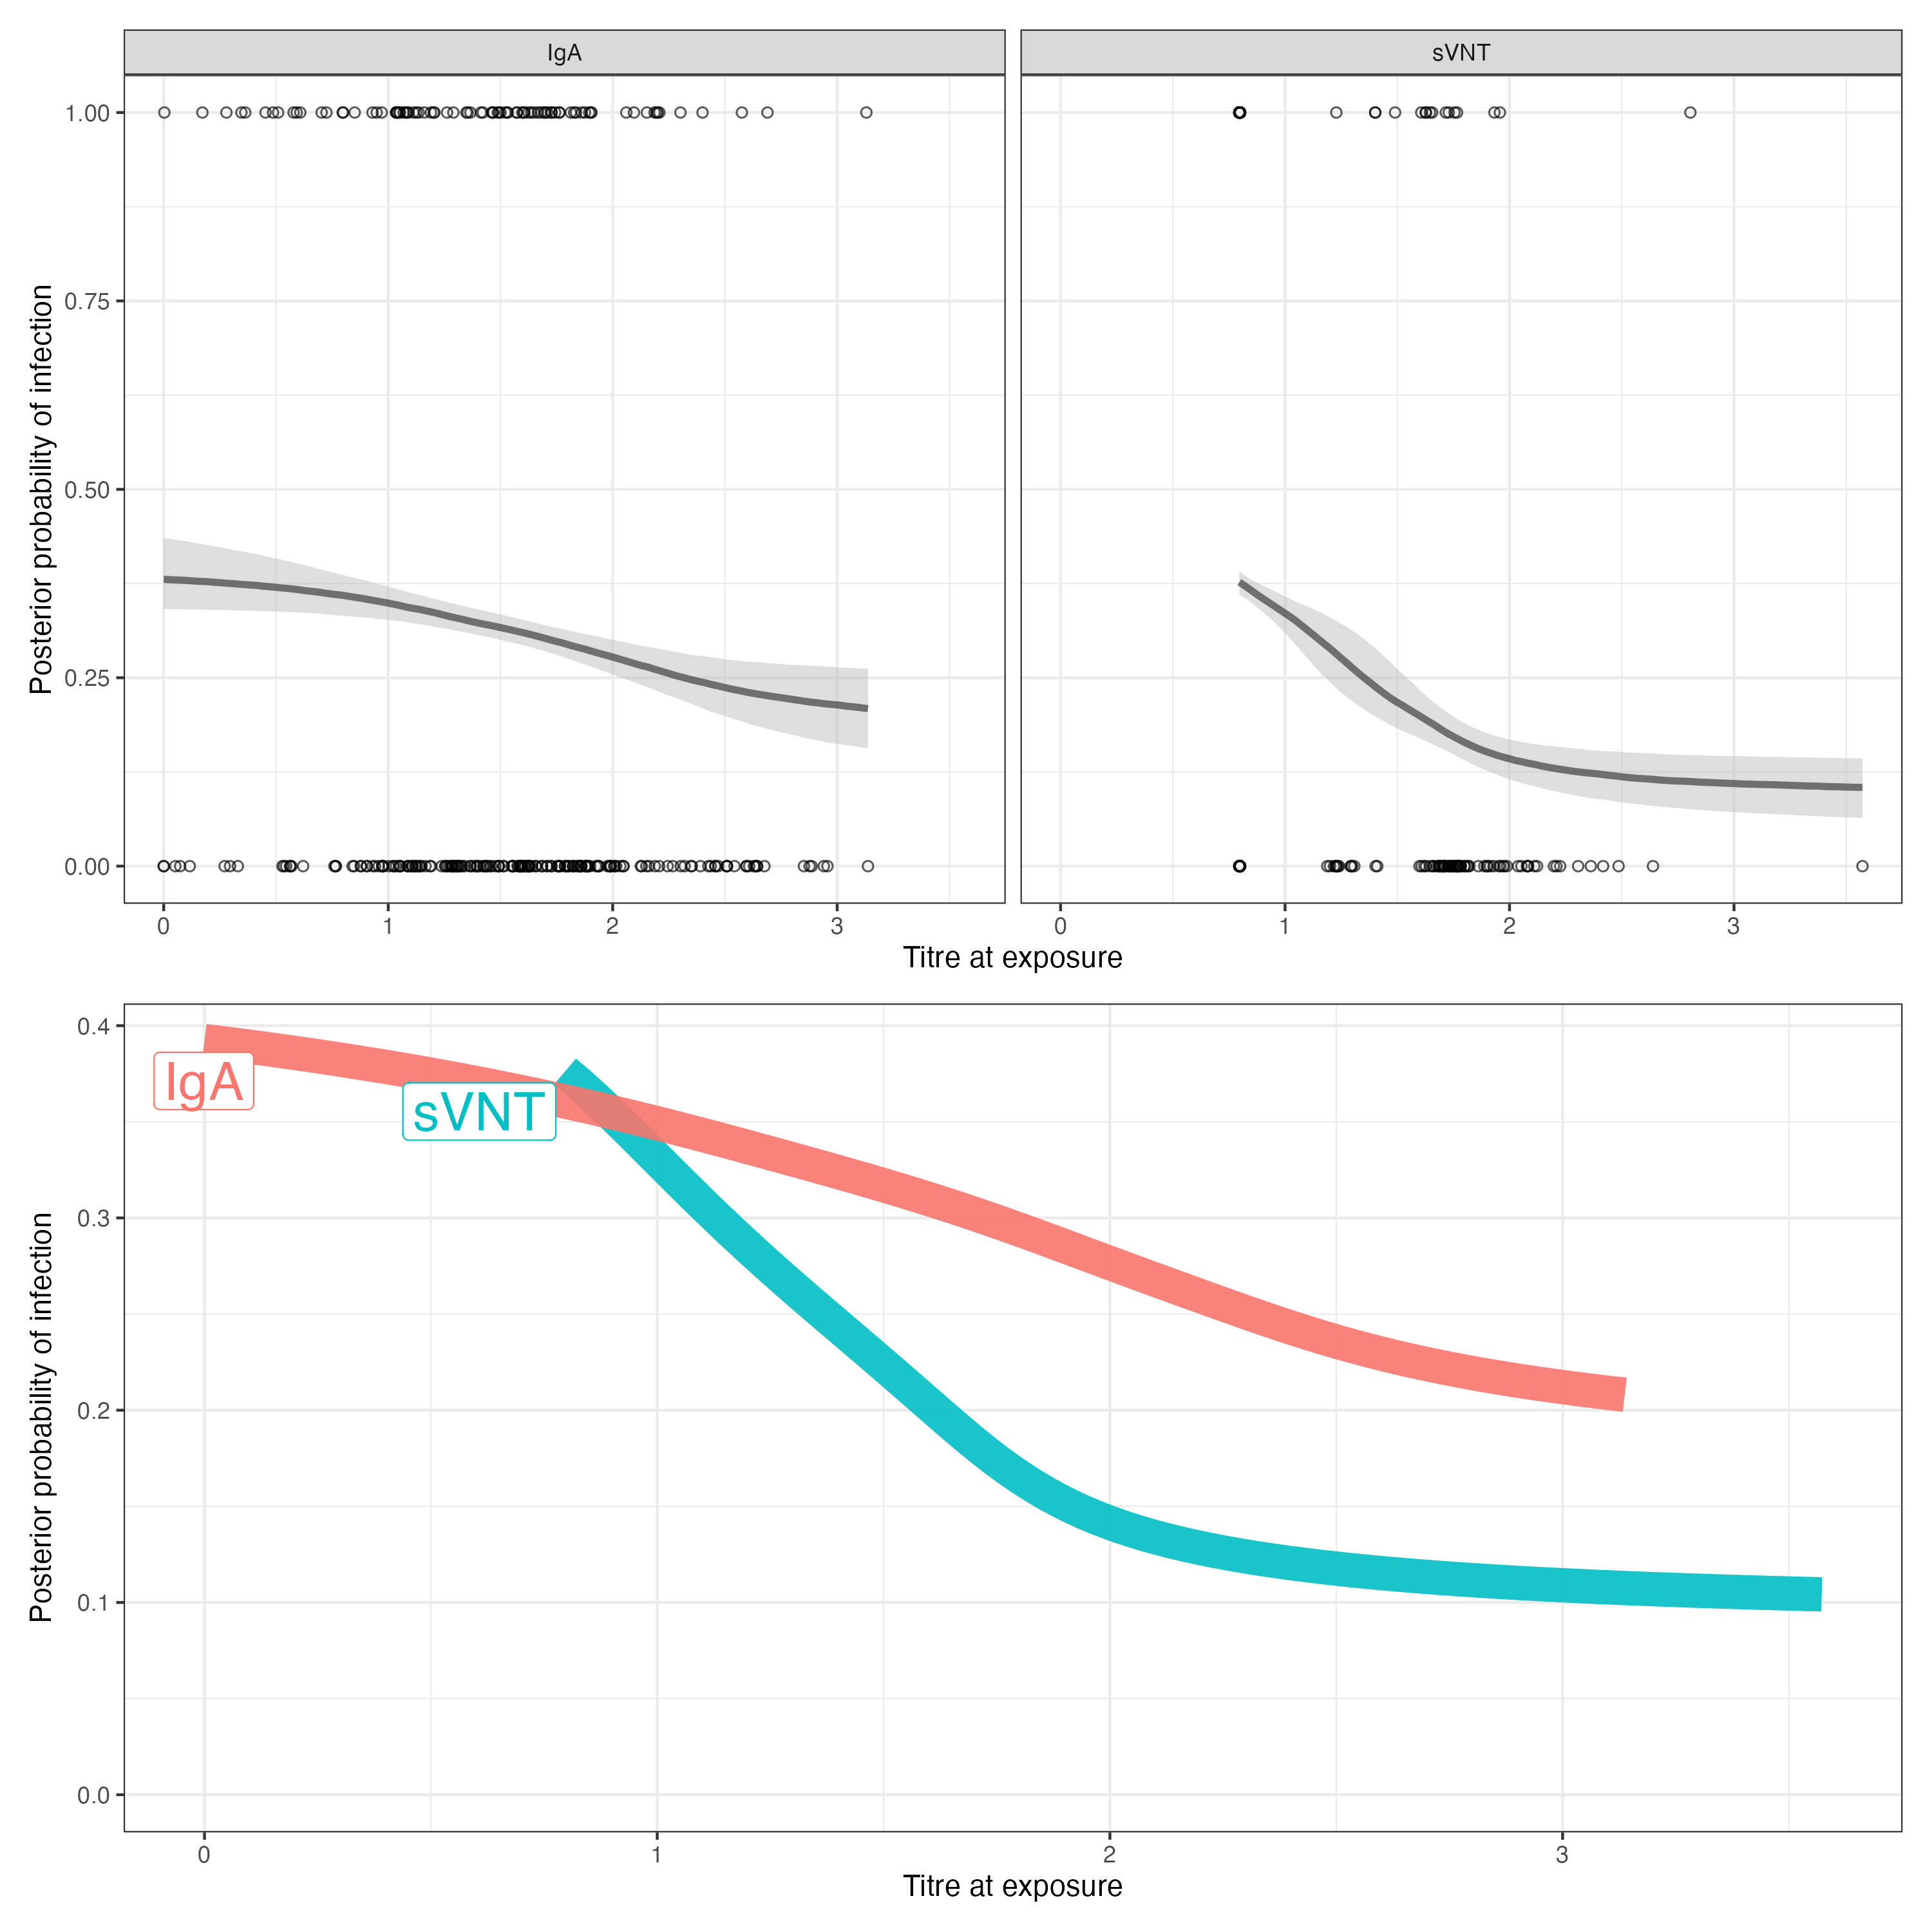 IgA
sVNT
Posterior probability of infection
1.00
0.75
0.50
0.25
0.00
0 1 2 3
0 1 2 3
Titre at exposure
Posterior probability of infection
0.4
0.3
0.2
0.1
0.0
IgA
sVNT
0 1 2 3
Titre at exposure